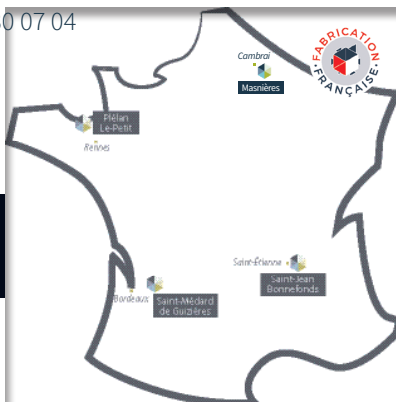 0 07 04
FABRICATION
FRANÇAISE
Cambrai
Masnières
Plélan
Le-Petit
Rennes
Saint-Étienne
Saint-Jean
Bonnefonds
Bordeaux
Saint-Médard
de Guizières